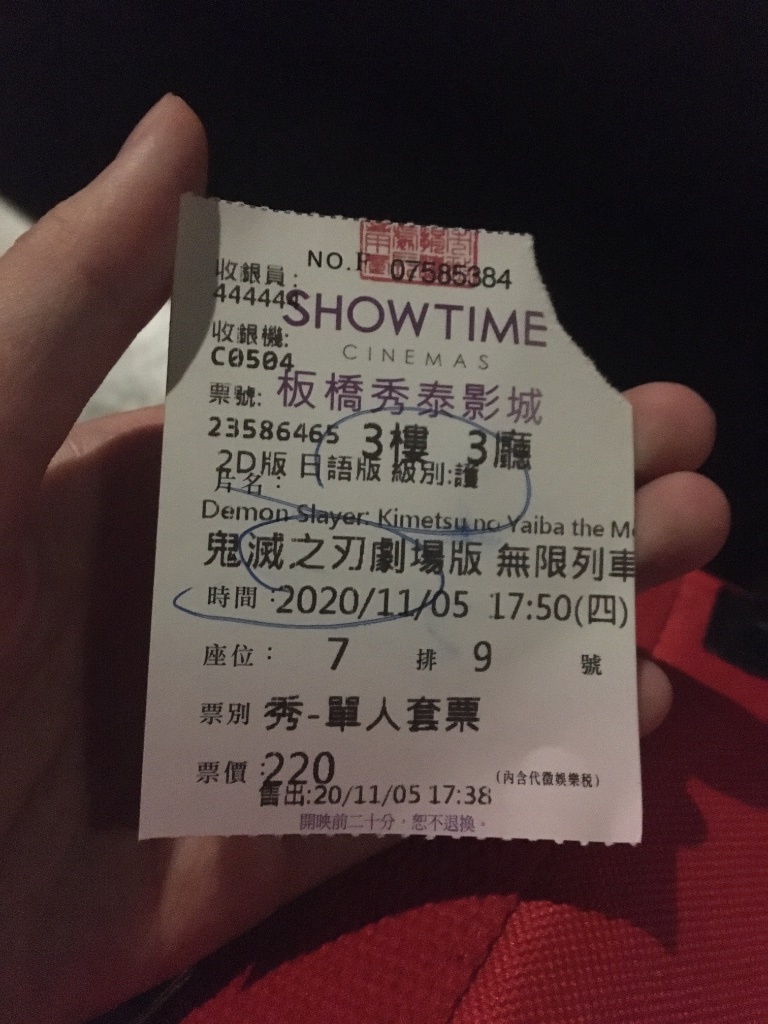 NO. 07585384
收銀員:
444444
SHOWTIME
CINEMAS
收銀機:
C0504
板橋秀泰影城
票號:
23586465
3樓 3廳
2D版 日語版 級別:護
片名:
Demon Slayer: Kimetsu no Yaiba the M
鬼滅之刃劇場版 無限列車
時間: 2020/11/05 17:50(四)
座位: 7 排 9 號
票別 秀-單人套票
票價:220 (內含代徵娛樂稅)
售出:20/11/05 17:38
開映前二十分,恕不退換。